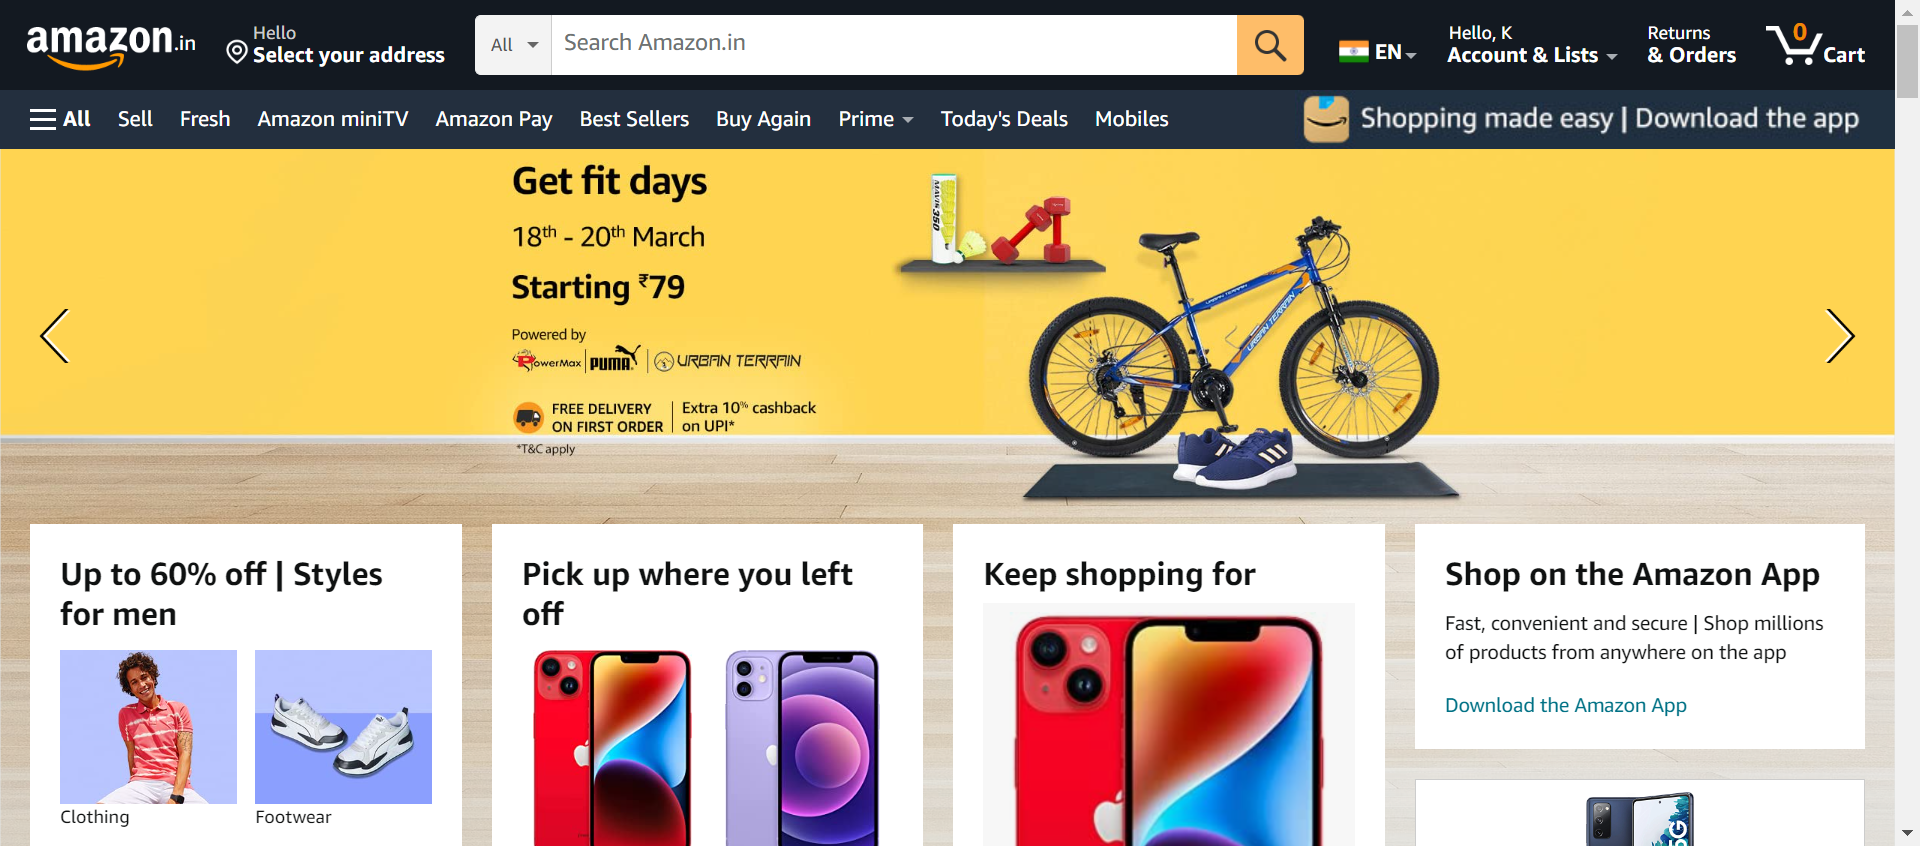 amazon.in
Hello
Select your address
All
Search Amazon.in
EN
Hello, K
Account & Lists
Returns
& Orders
0
Cart
All
Sell
Fresh
Amazon miniTV
Amazon Pay
Best Sellers
Buy Again
Prime
Today's Deals
Mobiles
Shopping made easy | Download the app
Get fit days
18th - 20th March
Starting ₹79
Powered by
PowerMax
PUMA
URBAN TERRAIN
FREE DELIVERY
ON FIRST ORDER
Extra 10% cashback
on UPI*
*T&C apply
MAVIS 350
URBAN TERRAIN
URBAN TERRAIN
Up to 60% off | Styles
for men
Clothing
Footwear
Pick up where you left
off
Keep shopping for
Shop on the Amazon App
Fast, convenient and secure | Shop millions
of products from anywhere on the app
Download the Amazon App
5G